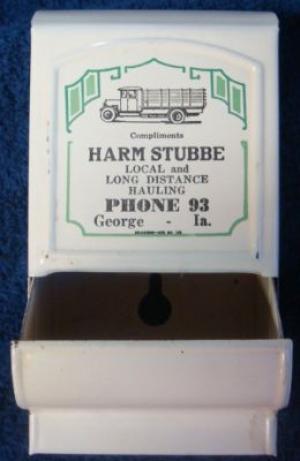 Compliments
HARM STUBBE
LOCAL and
LONG DISTANCE
HAULING
PHONE 93
George - Ia.